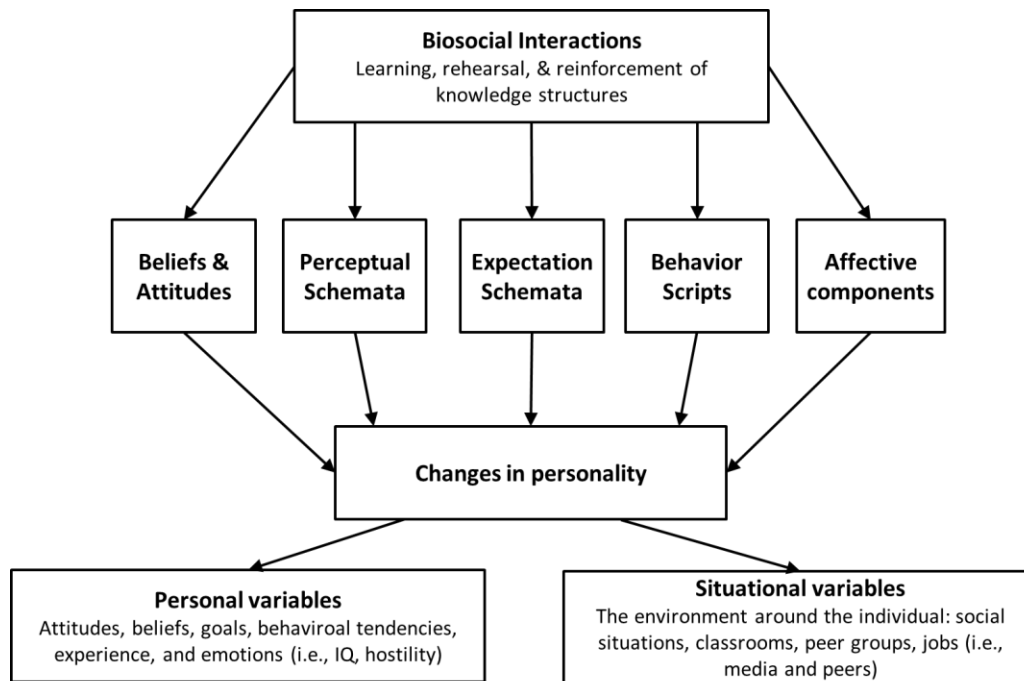 Biosocial Interactions
Learning, rehearsal, & reinforcement of
knowledge structures
Beliefs &
Attitudes
Perceptual
Schemata
Expectation
Schemata
Behavior
Scripts
Affective
components
Changes in personality
Personal variables
Attitudes, beliefs, goals, behaviroal tendencies,
experience, and emotions (i.e., IQ, hostility)
Situational variables
The environment around the individual: social
situations, classrooms, peer groups, jobs (i.e.,
media and peers)